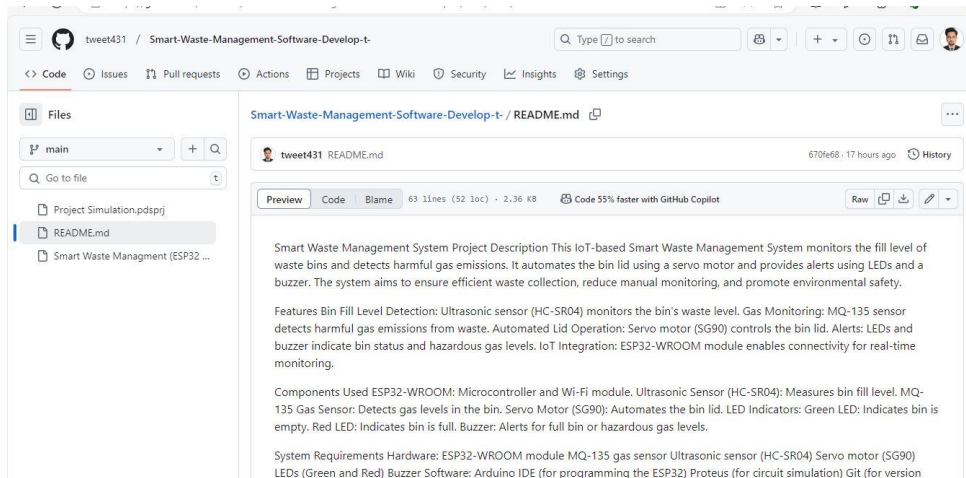 tweet431 / Smart-Waste-Management-Software-Develop-t-
Type / to search
Code Issues Pull requests Actions Projects Wiki Security Insights Settings
Files
Smart-Waste-Management-Software-Develop-t- / README.md
main
tweet431 README.md 670fe68 · 17 hours ago History
Go to file t
Preview Code Blame 63 lines (52 loc) · 2.36 KB Code 55% faster with GitHub Copilot Raw
Project Simulation.pdsprj
README.md
Smart Waste Managment (ESP32 ...
Smart Waste Management System Project Description This IoT-based Smart Waste Management System monitors the fill level of
waste bins and detects harmful gas emissions. It automates the bin lid using a servo motor and provides alerts using LEDs and a
buzzer. The system aims to ensure efficient waste collection, reduce manual monitoring, and promote environmental safety.
Features Bin Fill Level Detection: Ultrasonic sensor (HC-SR04) monitors the bin's waste level. Gas Monitoring: MQ-135 sensor
detects harmful gas emissions from waste. Automated Lid Operation: Servo motor (SG90) controls the bin lid. Alerts: LEDs and
buzzer indicate bin status and hazardous gas levels. IoT Integration: ESP32-WROOM module enables connectivity for real-time
monitoring.
Components Used ESP32-WROOM: Microcontroller and Wi-Fi module. Ultrasonic Sensor (HC-SR04): Measures bin fill level. MQ-
135 Gas Sensor: Detects gas levels in the bin. Servo Motor (SG90): Automates the bin lid. LED Indicators: Green LED: Indicates bin is
empty. Red LED: Indicates bin is full. Buzzer: Alerts for full bin or hazardous gas levels.
System Requirements Hardware: ESP32-WROOM module MQ-135 gas sensor Ultrasonic sensor (HC-SR04) Servo motor (SG90)
LEDs (Green and Red) Buzzer Software: Arduino IDE (for programming the ESP32) Proteus (for circuit simulation) Git (for version